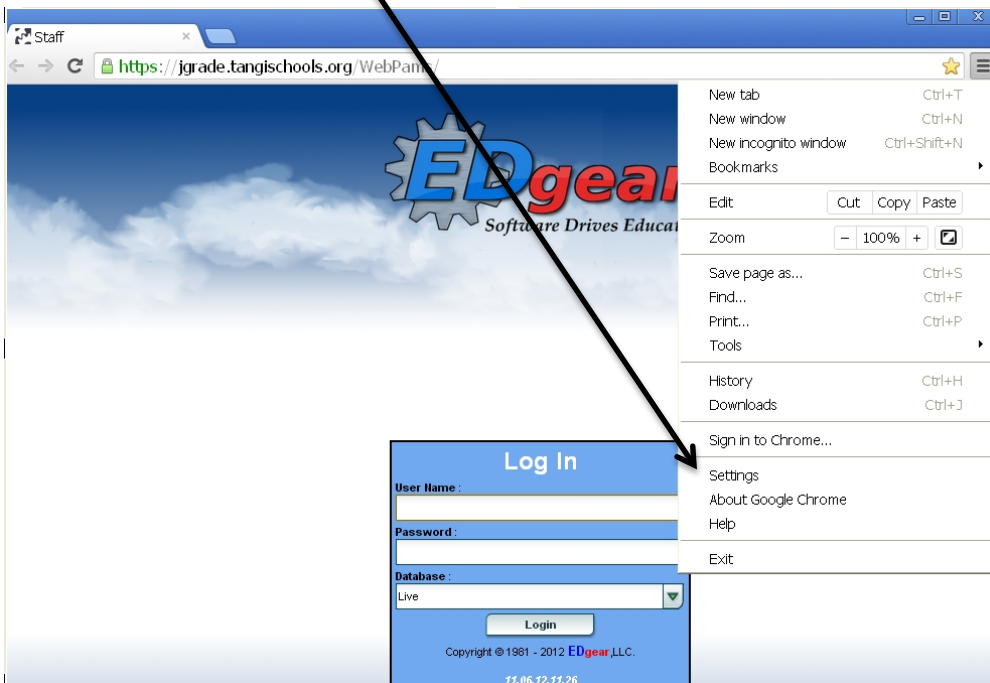 Staff
https://jgrade.tangischools.org/WebPams/
New tab Ctrl+T
New window Ctrl+N
New incognito window Ctrl+Shift+N
Bookmarks
Edit Cut Copy Paste
Zoom − 100% +
Save page as... Ctrl+S
Find... Ctrl+F
Print... Ctrl+P
Tools
History Ctrl+H
Downloads Ctrl+J
Sign in to Chrome...
Settings
About Google Chrome
Help
Exit
EDgear
Software Drives Educa
Log In
User Name :
Password :
Database :
Live
Login
Copyright © 1981 - 2012 EDgear,LLC.
11.06.12.11.26